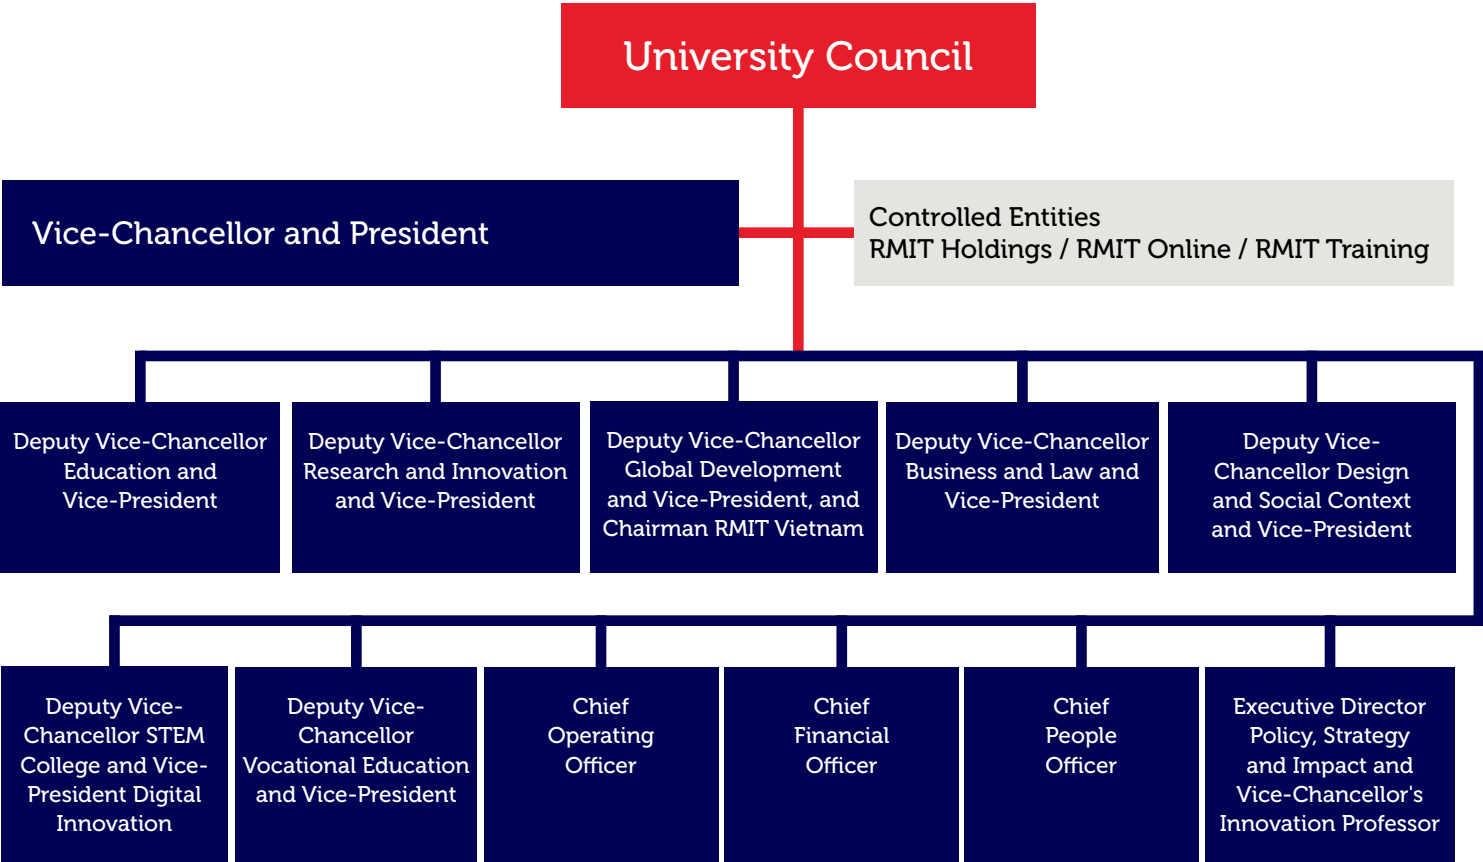 University Council
Vice-Chancellor and President
Controlled Entities
RMIT Holdings / RMIT Online / RMIT Training
Deputy Vice-Chancellor
Education and
Vice-President
Deputy Vice-Chancellor
Research and Innovation
and Vice-President
Deputy Vice-Chancellor
Global Development
and Vice-President, and
Chairman RMIT Vietnam
Deputy Vice-Chancellor
Business and Law and
Vice-President
Deputy Vice-
Chancellor Design
and Social Context
and Vice-President
Deputy Vice-
Chancellor STEM
College and Vice-
President Digital
Innovation
Deputy Vice-
Chancellor
Vocational Education
and Vice-President
Chief
Operating
Officer
Chief
Financial
Officer
Chief
People
Officer
Executive Director
Policy, Strategy
and Impact and
Vice-Chancellor's
Innovation Professor